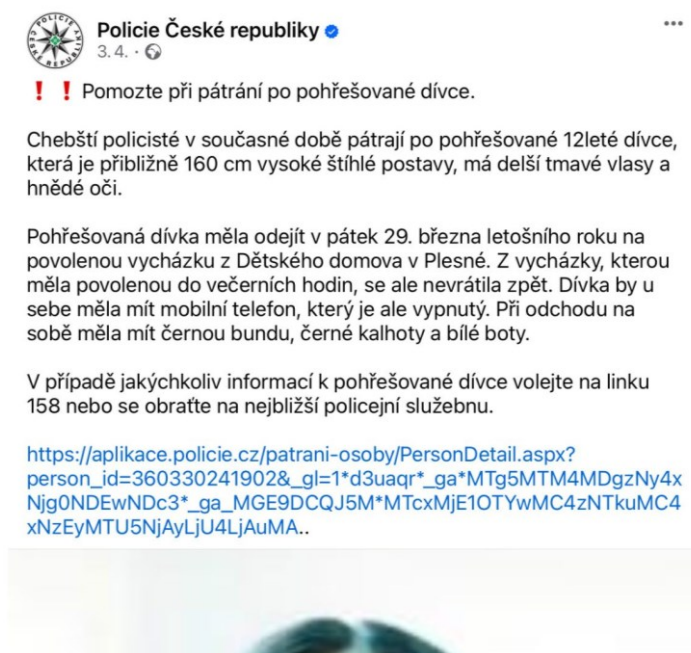 POLICIE
ČESKÉ REPUBLIKY
Policie České republiky
3. 4. ·
❗❗ Pomozte při pátrání po pohřešované dívce.
Chebští policisté v současné době pátrají po pohřešované 12leté dívce,
která je přibližně 160 cm vysoké štíhlé postavy, má delší tmavé vlasy a
hnědé oči.
Pohřešovaná dívka měla odejít v pátek 29. března letošního roku na
povolenou vycházku z Dětského domova v Plesné. Z vycházky, kterou
měla povolenou do večerních hodin, se ale nevrátila zpět. Dívka by u
sebe měla mít mobilní telefon, který je ale vypnutý. Při odchodu na
sobě měla mít černou bundu, černé kalhoty a bílé boty.
V případě jakýchkoliv informací k pohřešované dívce volejte na linku
158 nebo se obraťte na nejbližší policejní služebnu.
https://aplikace.policie.cz/patrani-osoby/PersonDetail.aspx?
person_id=360330241902&_gl=1*d3uaqr*_ga*MTg5MTM4MDgzNy4x
Njg0NDEwNDc3*_ga_MGE9DCQJ5M*MTcxMjE1OTYwMC4zNTkuMC4
xNzEyMTU5NjAyLjU4LjAuMA..